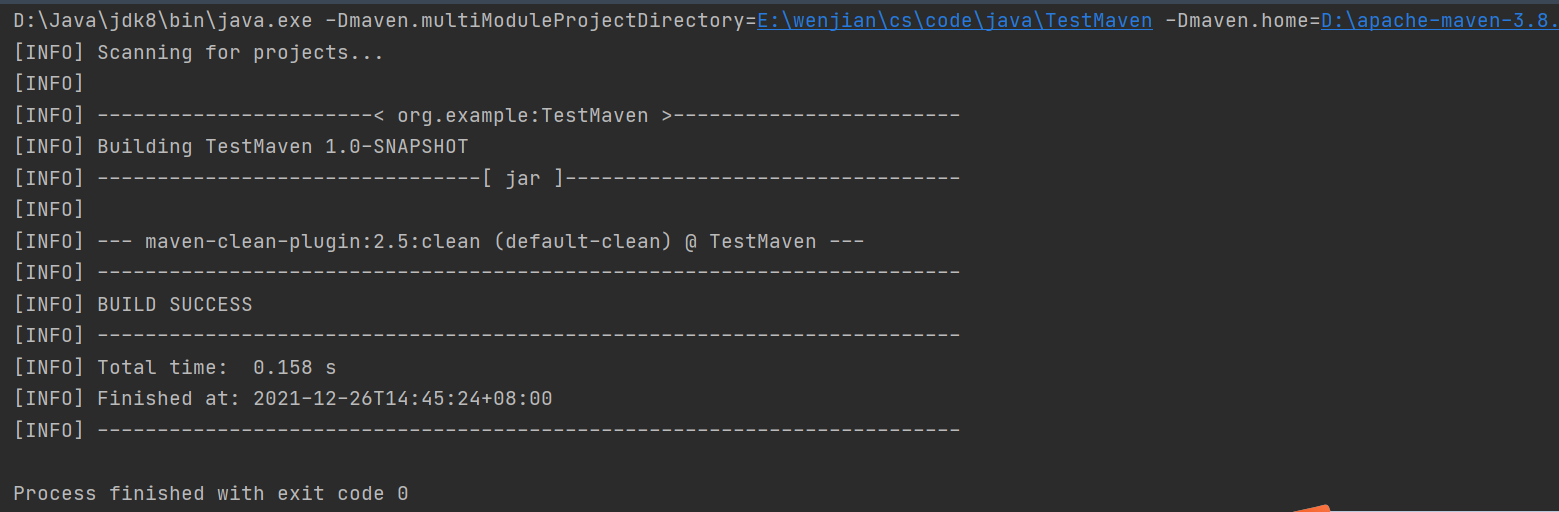 D:\Java\jdk8\bin\java.exe -Dmaven.multiModuleProjectDirectory=E:\wenjian\cs\code\java\TestMaven -Dmaven.home=D:\apache-maven-3.8.
[INFO] Scanning for projects...
[INFO]
[INFO] -----------------------< org.example:TestMaven >------------------------
[INFO] Building TestMaven 1.0-SNAPSHOT
[INFO] --------------------------------[ jar ]---------------------------------
[INFO]
[INFO] --- maven-clean-plugin:2.5:clean (default-clean) @ TestMaven ---
[INFO] ------------------------------------------------------------------------
[INFO] BUILD SUCCESS
[INFO] ------------------------------------------------------------------------
[INFO] Total time:  0.158 s
[INFO] Finished at: 2021-12-26T14:45:24+08:00
[INFO] ------------------------------------------------------------------------
Process finished with exit code 0